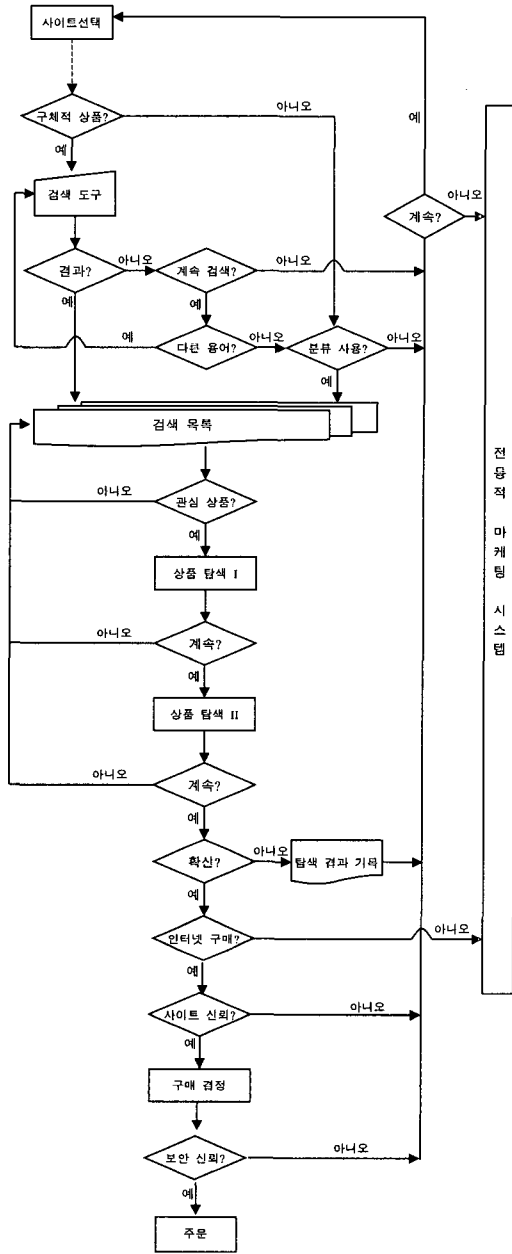 사이트선택
구체적 상품?
아니오
예
예
검색 도구
계속?
아니오
결과?
아니오
계속 검색?
아니오
예
예
예
다른 용어?
아니오
분류 사용?
아니오
예
검색 목록
관심 상품?
아니오
예
상품 탐색 I
계속?
아니오
예
상품 탐색 II
계속?
아니오
예
확신?
아니오
탐색 결과 기록
예
인터넷 구매?
아니오
예
사이트 신뢰?
아니오
예
구매 결정
보안 신뢰?
아니오
예
주문
전통적 마케팅 시스템